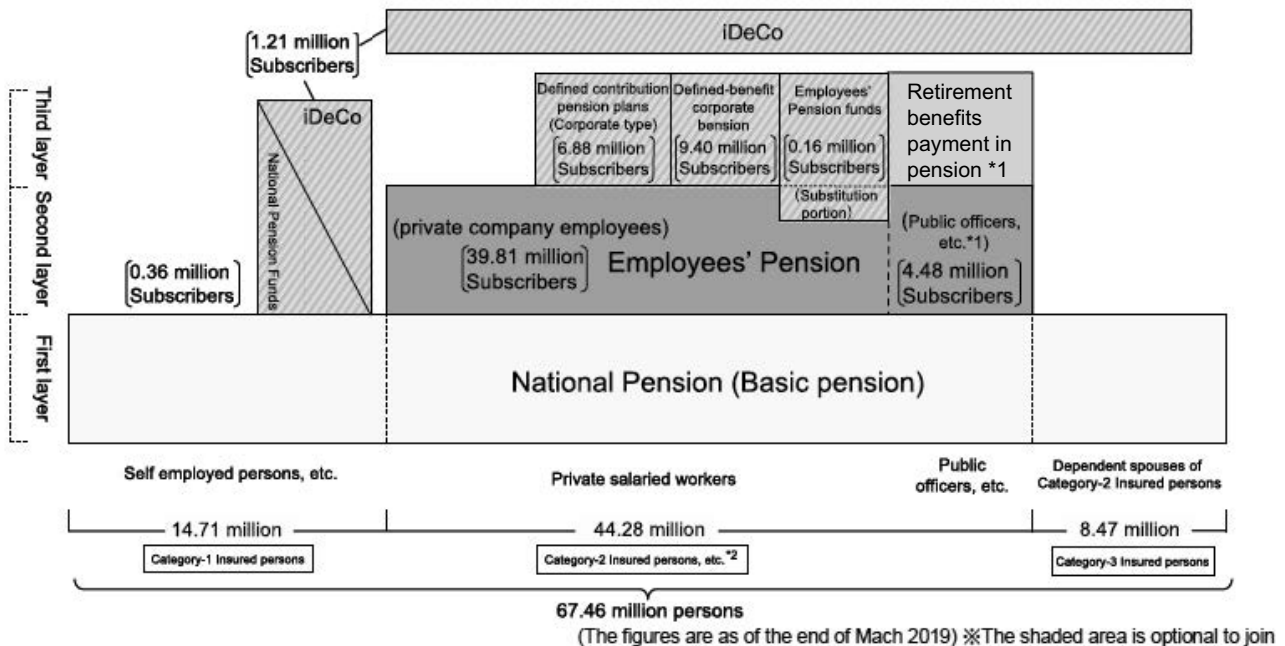 iDeCo
1.21 million
Subscribers
Third layer
Second layer
First layer
iDeCo
National Pension Funds
0.36 million
Subscribers
Defined contribution
pension plans
(Corporate type)
6.88 million
Subscribers
Defined-benefit
corporate
bension
9.40 million
Subscribers
Employees'
Pension funds
0.16 million
Subscribers
(Substitution
portion)
Retirement
benefits
payment in
pension *1
(private company employees)
39.81 million
Subscribers
Employees' Pension
(Public officers,
etc.*1)
4.48 million
Subscribers
National Pension (Basic pension)
Self employed persons, etc.
Private salaried workers
Public
officers, etc.
Dependent spouses of
Category-2 Insured persons
14.71 million
44.28 million
8.47 million
Category-1 Insured persons
Category-2 Insured persons, etc.*2
Category-3 Insured persons
67.46 million persons
(The figures are as of the end of Mach 2019) ※The shaded area is optional to join